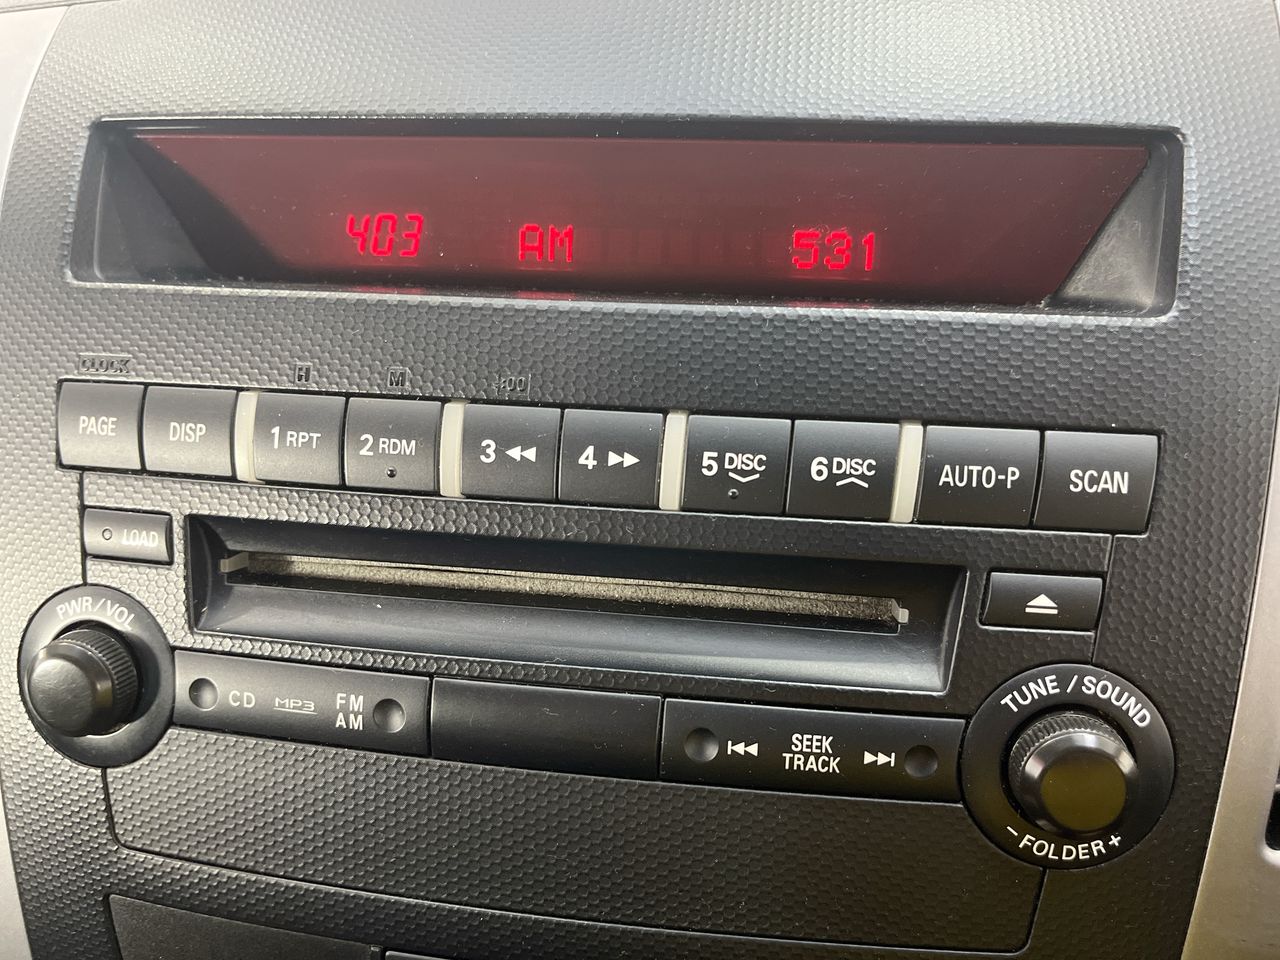 403 AM 531
CLOCK H M :00
PAGE DISP 1 RPT 2 RDM 3 ◀◀ 4 ▶▶ 5 DISC 6 DISC AUTO-P SCAN
LOAD
PWR/VOL
CD MP3 FM
AM
SEEK
TRACK
TUNE / SOUND
- FOLDER +